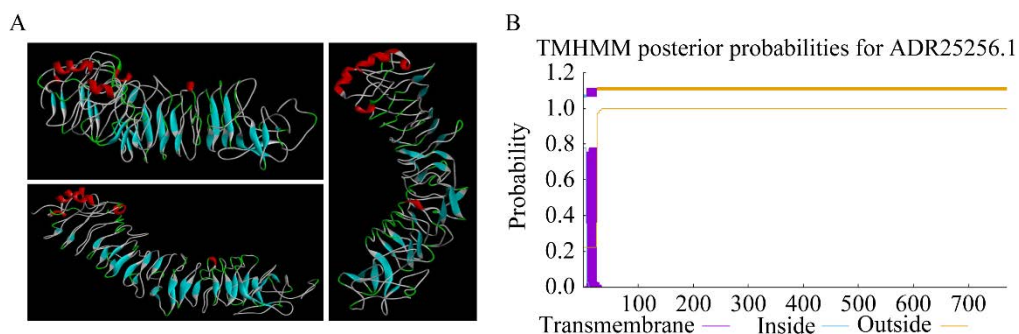 A
B
TMHMM posterior probabilities for ADR25256.1
1.2
1.0
0.8
0.6
0.4
0.2
0.0
Probability
100 200 300 400 500 600 700
Transmembrane Inside Outside